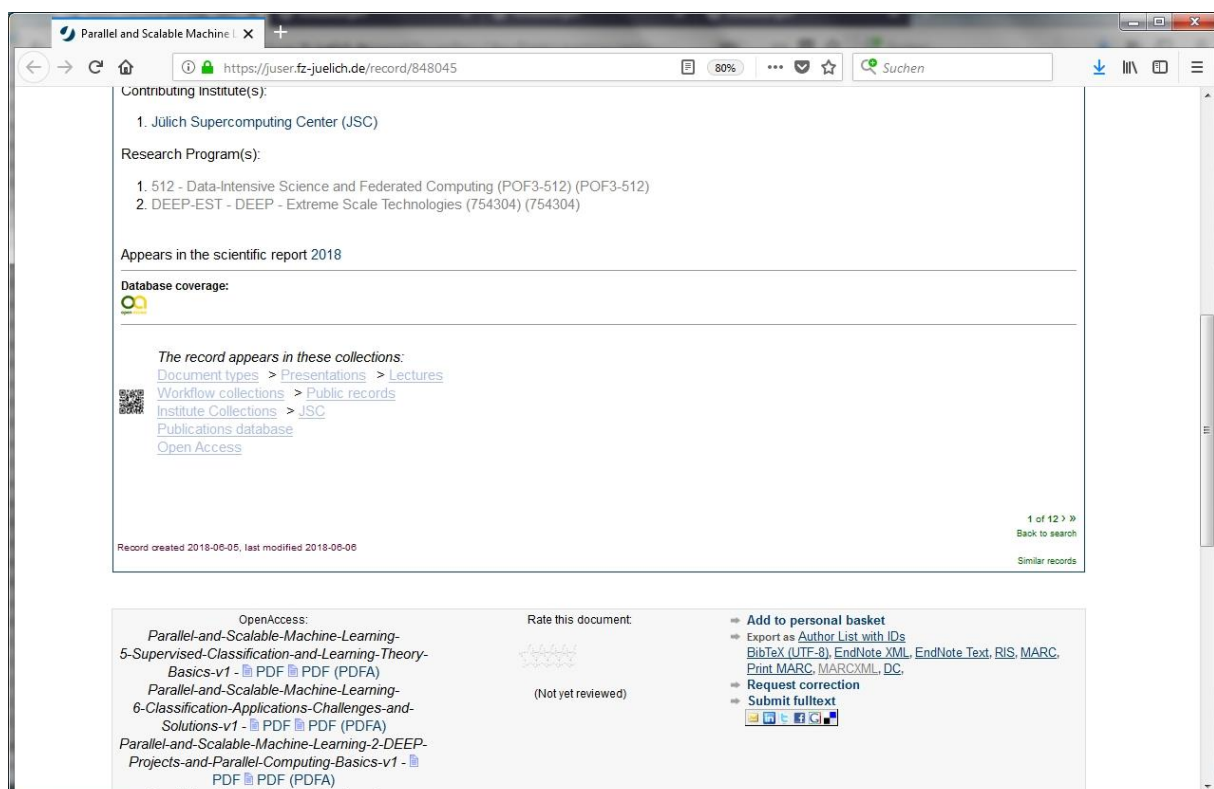 Parallel and Scalable Machine L
https://juser.fz-juelich.de/record/848045
80%
Suchen
Contributing Institute(s):
1. Jülich Supercomputing Center (JSC)
Research Program(s):
1. 512 - Data-Intensive Science and Federated Computing (POF3-512) (POF3-512)
2. DEEP-EST - DEEP - Extreme Scale Technologies (754304) (754304)
Appears in the scientific report 2018
Database coverage:
The record appears in these collections:
Document types > Presentations > Lectures
Workflow collections > Public records
Institute Collections > JSC
Publications database
Open Access
1 of 12 › »
Back to search
Record created 2018-06-05, last modified 2018-06-06
Similar records
OpenAccess:
Parallel-and-Scalable-Machine-Learning-
5-Supervised-Classification-and-Learning-Theory-
Basics-v1 - PDF PDF (PDFA)
Parallel-and-Scalable-Machine-Learning-
6-Classification-Applications-Challenges-and-
Solutions-v1 - PDF PDF (PDFA)
Parallel-and-Scalable-Machine-Learning-2-DEEP-
Projects-and-Parallel-Computing-Basics-v1 -
PDF PDF (PDFA)
Rate this document:
(Not yet reviewed)
Add to personal basket
Export as Author List with IDs
BibTeX (UTF-8), EndNote XML, EndNote Text, RIS, MARC,
Print MARC, MARCXML, DC,
Request correction
Submit fulltext